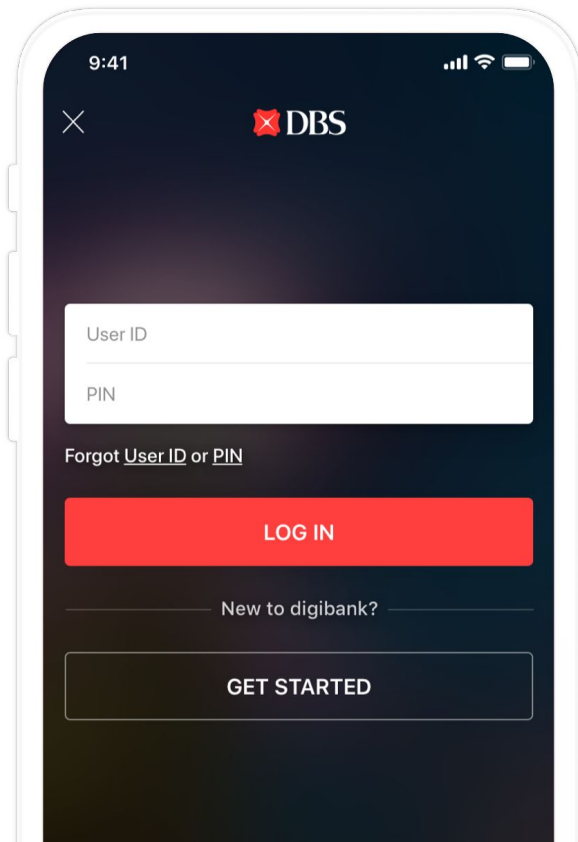 9:41
DBS
User ID
PIN
Forgot User ID or PIN
LOG IN
New to digibank?
GET STARTED